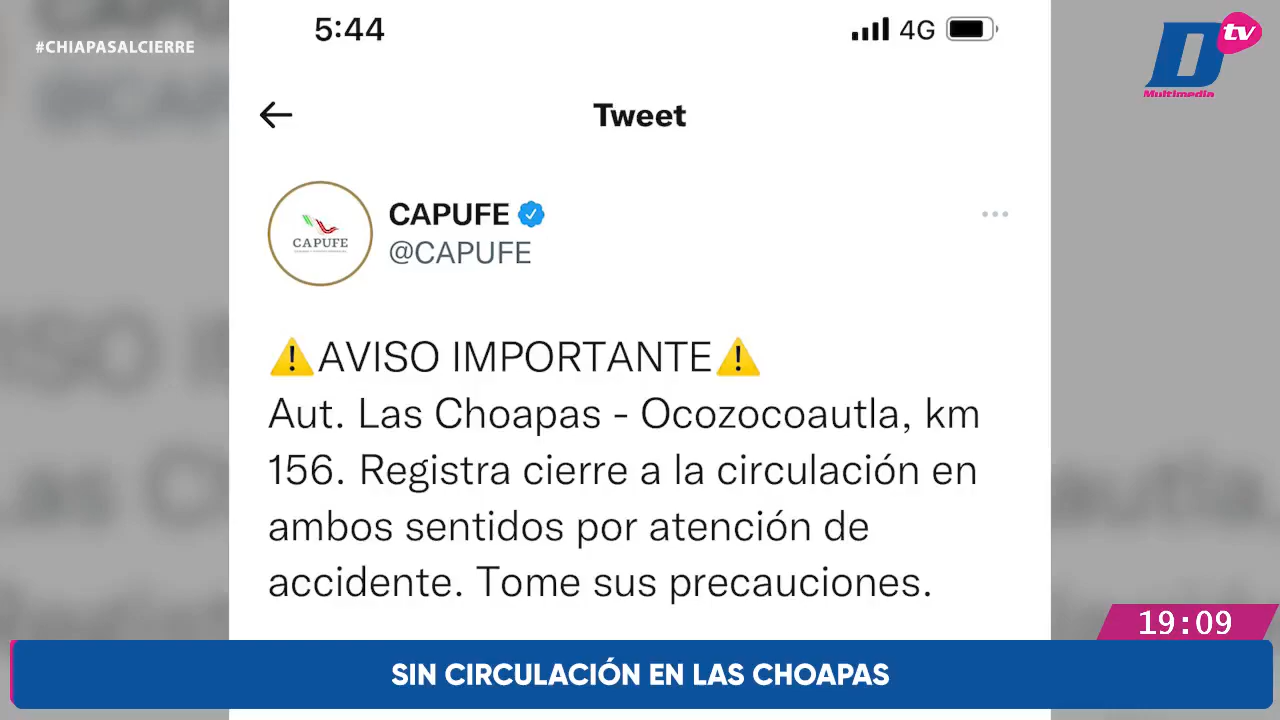 #CHIAPASALCIERRE
5:44
4G
D tv
Multimedia
Tweet
CAPUFE
CAPUFE
@CAPUFE
⚠️AVISO IMPORTANTE⚠️
Aut. Las Choapas - Ocozocoautla, km
156. Registra cierre a la circulación en
ambos sentidos por atención de
accidente. Tome sus precauciones.
19:09
SIN CIRCULACIÓN EN LAS CHOAPAS